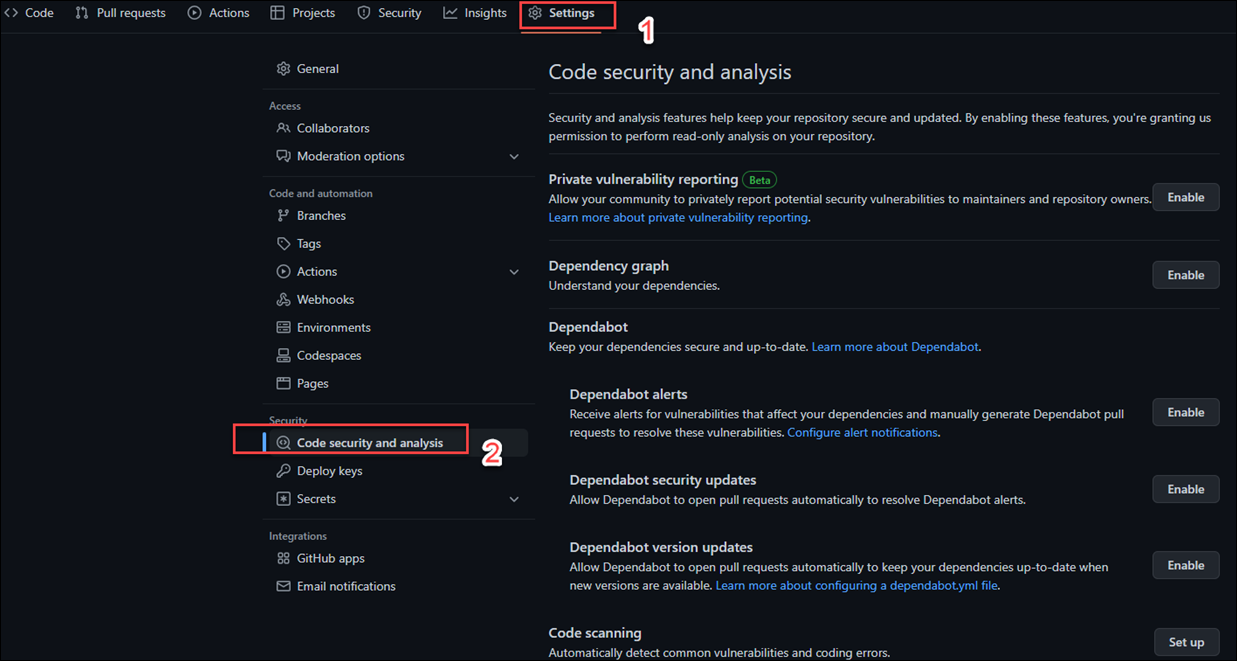 Code Pull requests Actions Projects Security Insights Settings
1
General
Access
Collaborators
Moderation options
Code and automation
Branches
Tags
Actions
Webhooks
Environments
Codespaces
Pages
Security
Code security and analysis
2
Deploy keys
Secrets
Integrations
GitHub apps
Email notifications
Code security and analysis
Security and analysis features help keep your repository secure and updated. By enabling these features, you're granting us
permission to perform read-only analysis on your repository.
Private vulnerability reporting Beta
Allow your community to privately report potential security vulnerabilities to maintainers and repository owners.
Learn more about private vulnerability reporting.
Enable
Dependency graph
Understand your dependencies.
Enable
Dependabot
Keep your dependencies secure and up-to-date. Learn more about Dependabot.
Dependabot alerts
Receive alerts for vulnerabilities that affect your dependencies and manually generate Dependabot pull
requests to resolve these vulnerabilities. Configure alert notifications.
Enable
Dependabot security updates
Allow Dependabot to open pull requests automatically to resolve Dependabot alerts.
Enable
Dependabot version updates
Allow Dependabot to open pull requests automatically to keep your dependencies up-to-date when
new versions are available. Learn more about configuring a dependabot.yml file.
Enable
Code scanning
Automatically detect common vulnerabilities and coding errors.
Set up